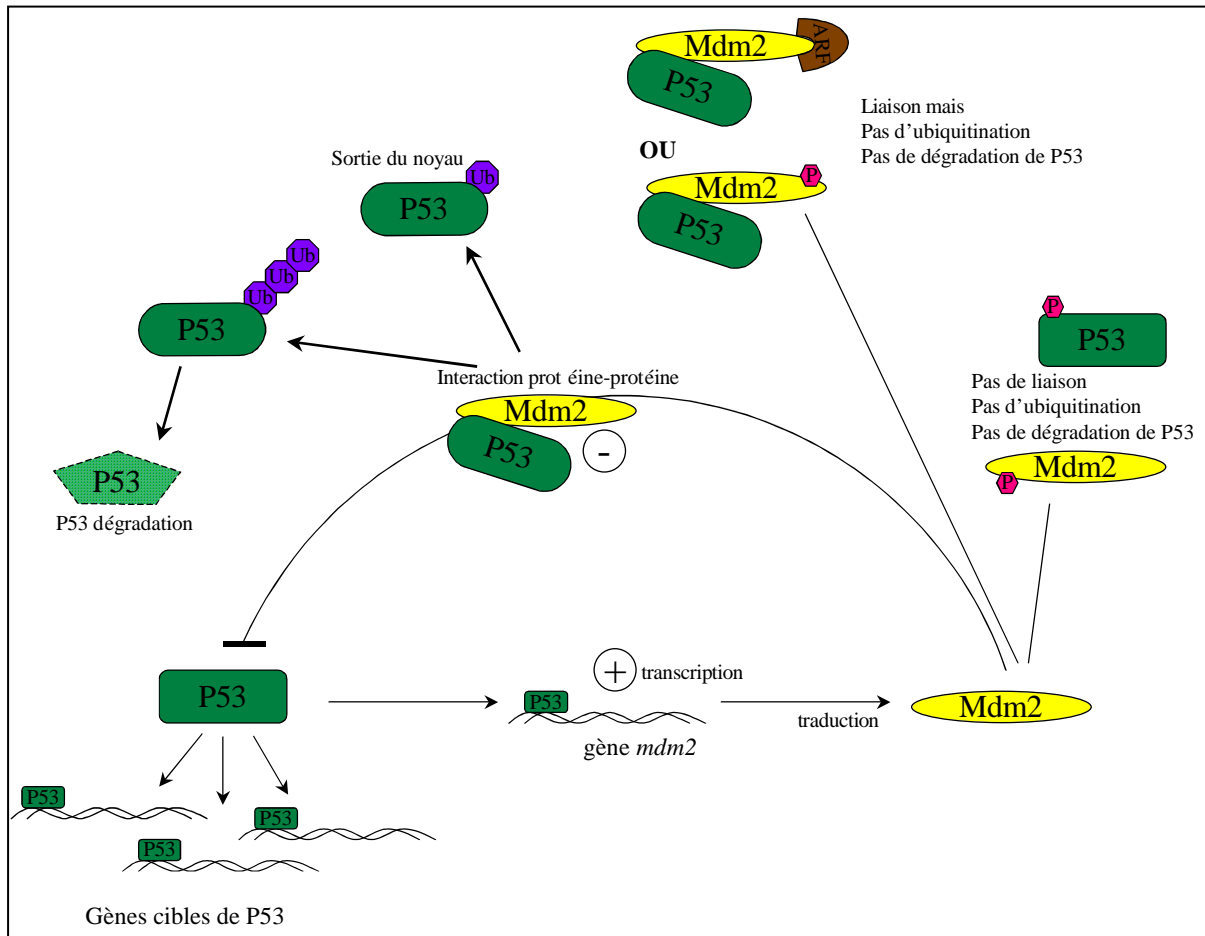 Mdm2
ARF
P53
Liaison mais
Pas d'ubiquitination
Pas de dégradation de P53
OU
Mdm2
P
P53
Sortie du noyau
Ub
P53
Ub
Ub
Ub
P53
P
P53
Pas de liaison
Pas d'ubiquitination
Pas de dégradation de P53
Mdm2
P
Interaction prot éine-protéine
Mdm2
P53
-
P53
P53 dégradation
P53
+
transcription
P53
gène mdm2
traduction
Mdm2
P53
P53
P53
Gènes cibles de P53